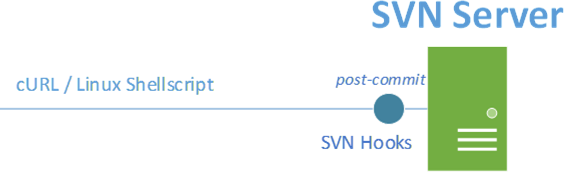 SVN Server
cURL / Linux Shellscript
post-commit
SVN Hooks